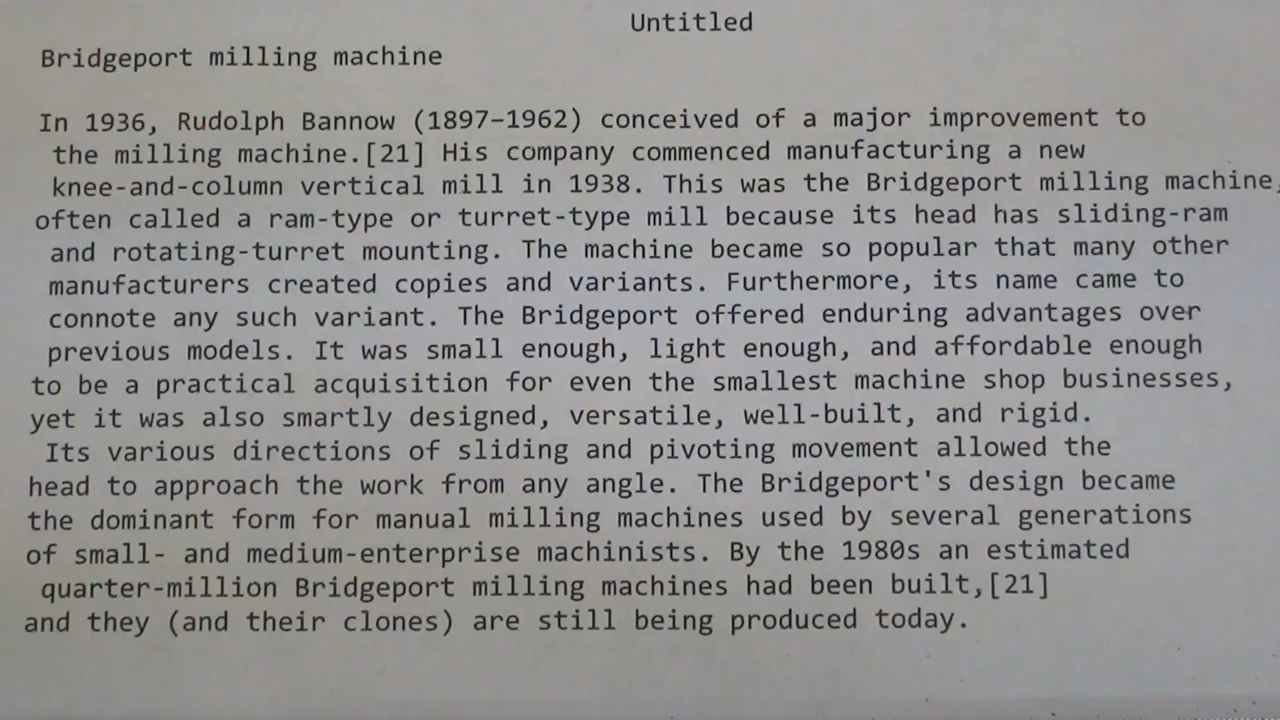 Untitled
Bridgeport milling machine
In 1936, Rudolph Bannow (1897–1962) conceived of a major improvement to
the milling machine.[21] His company commenced manufacturing a new
knee-and-column vertical mill in 1938. This was the Bridgeport milling machine,
often called a ram-type or turret-type mill because its head has sliding-ram
and rotating-turret mounting. The machine became so popular that many other
manufacturers created copies and variants. Furthermore, its name came to
connote any such variant. The Bridgeport offered enduring advantages over
previous models. It was small enough, light enough, and affordable enough
to be a practical acquisition for even the smallest machine shop businesses,
yet it was also smartly designed, versatile, well-built, and rigid.
Its various directions of sliding and pivoting movement allowed the
head to approach the work from any angle. The Bridgeport's design became
the dominant form for manual milling machines used by several generations
of small- and medium-enterprise machinists. By the 1980s an estimated
quarter-million Bridgeport milling machines had been built,[21]
and they (and their clones) are still being produced today.